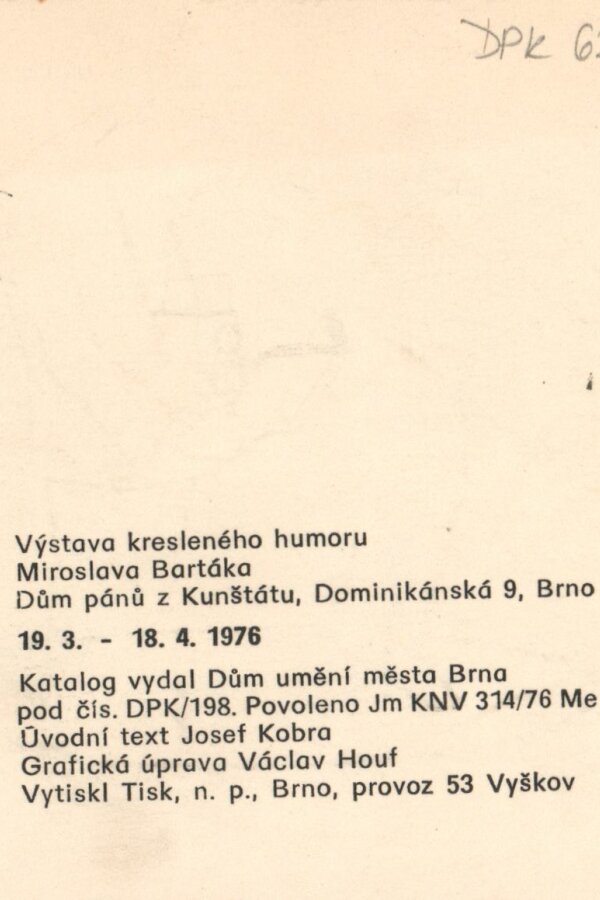 DPK
Výstava kresleného humoru
Miroslava Bartáka
Dům pánů z Kunštátu, Dominikánská 9, Brno
19. 3. - 18. 4. 1976
Katalog vydal Dům umění města Brna
pod čís. DPK/198. Povoleno Jm KNV 314/76 Me
Úvodní text Josef Kobra
Grafická úprava Václav Houf
Vytiskl Tisk, n. p., Brno, provoz 53 Vyškov